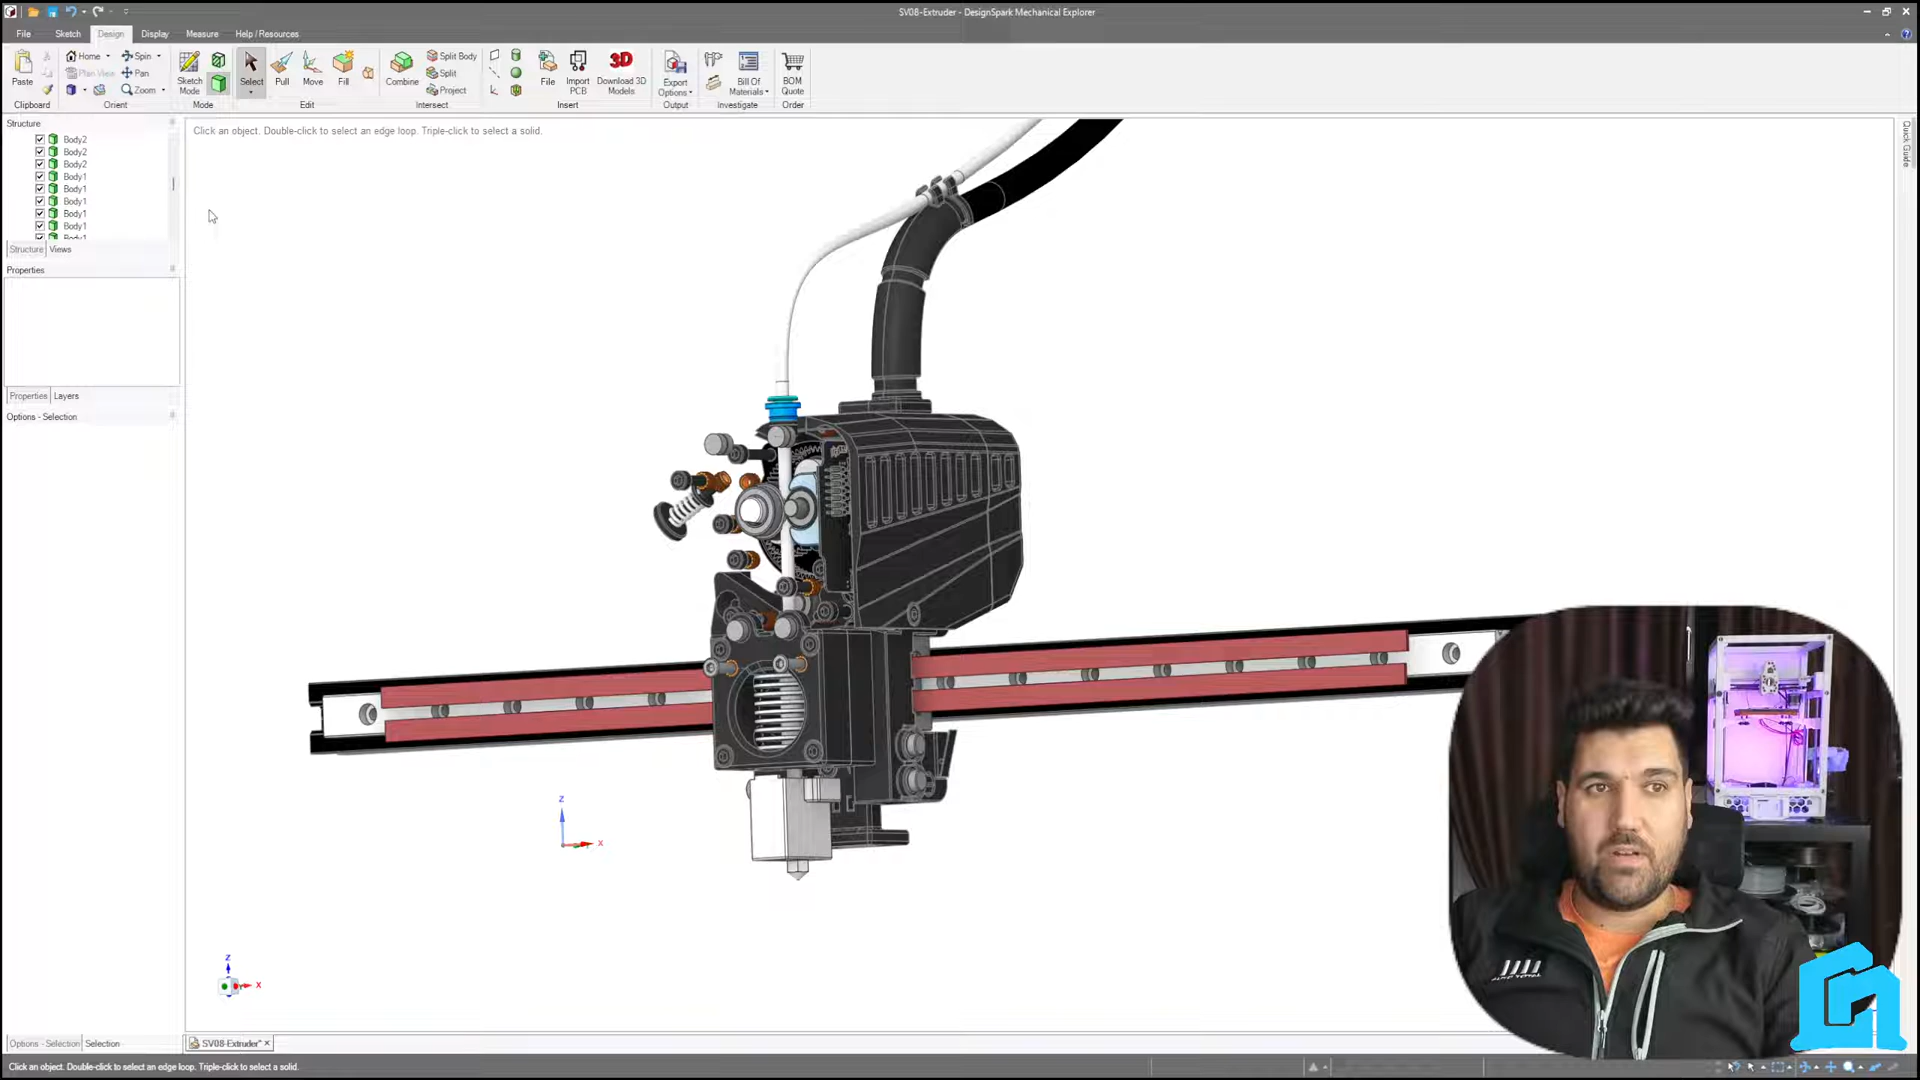 SV08-Extruder - DesignSpark Mechanical Explorer
File Sketch Design Display Measure Help / Resources
Paste
Home
Plan View
Spin
Pan
Zoom
Sketch Mode
Select
Pull
Move
Fill
Combine
Split Body
Split
Project
File
Import PCB
Download 3D Models
Export Options
Bill Of Materials
BOM Quote
Clipboard Orient Mode Edit Intersect Insert Output Investigate Order
Structure
Click an object. Double-click to select an edge loop. Triple-click to select a solid.
Quick Guide
Body2
Body2
Body2
Body1
Body1
Body1
Body1
Body1
Body1
Structure Views
Properties
Properties Layers
Options - Selection
Z
X
Z
X
Options - Selection Selection
SV08-Extruder*
Click an object. Double-click to select an edge loop. Triple-click to select a solid.